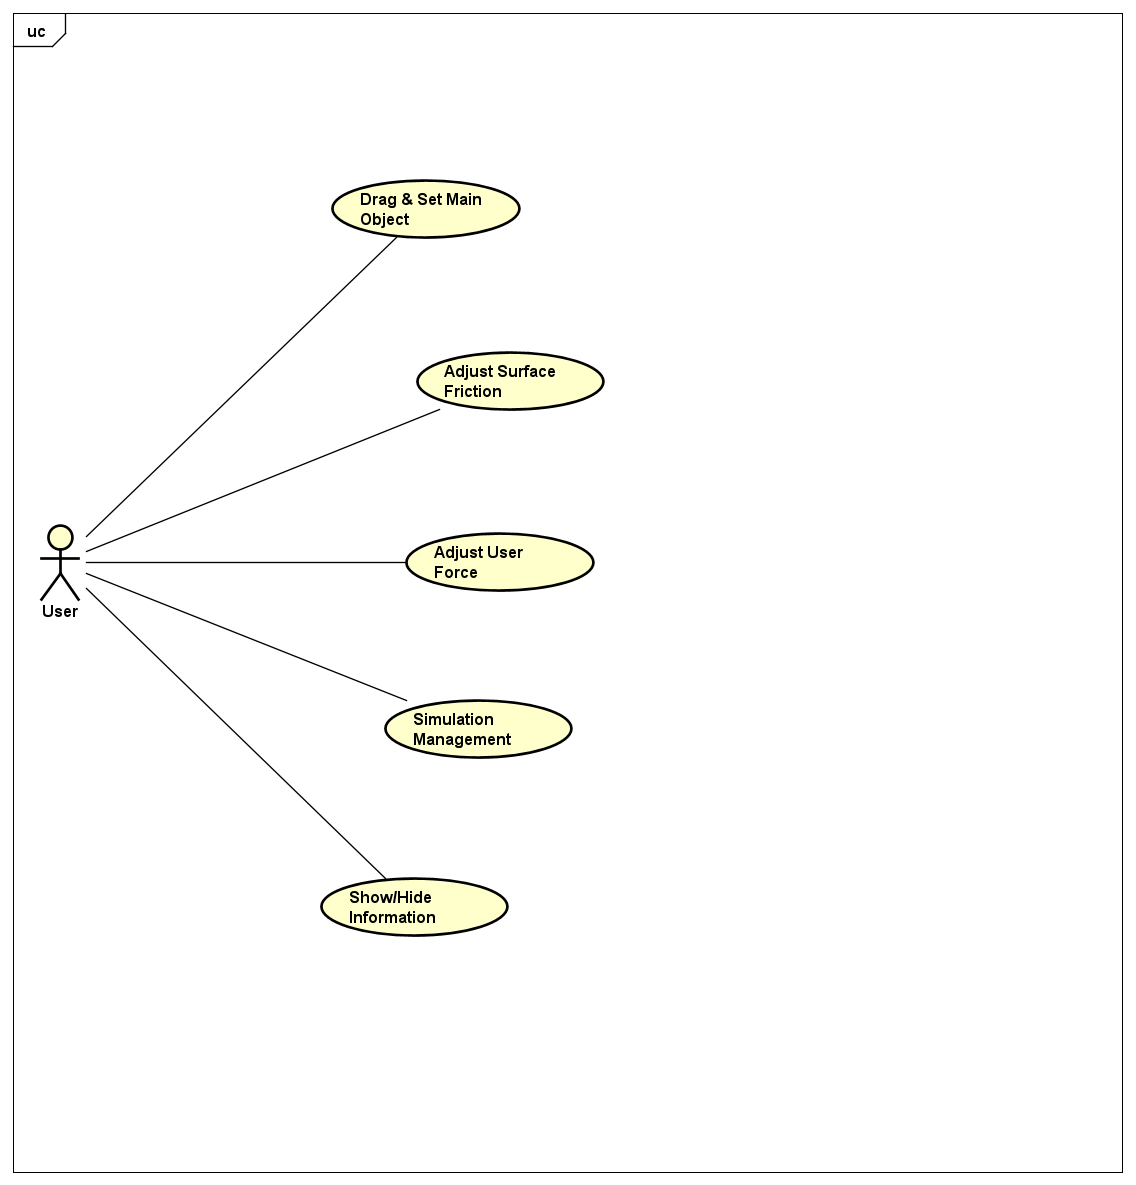 uc
Drag & Set Main
Object
Adjust Surface
Friction
Adjust User
Force
User
Simulation
Management
Show/Hide
Information